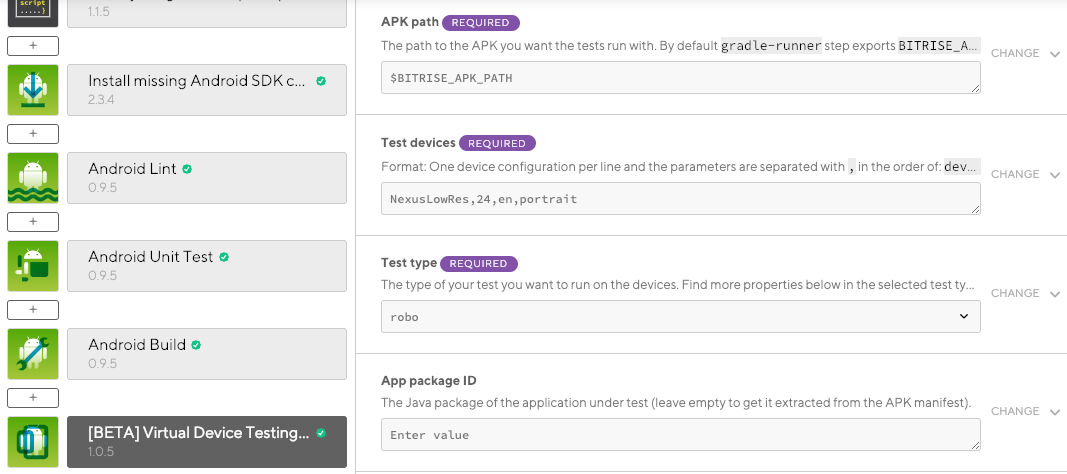 script
.....}
1.1.5
+
Install missing Android SDK c...
2.3.4
+
Android Lint
0.9.5
+
Android Unit Test
0.9.5
+
Android Build
0.9.5
+
[BETA] Virtual Device Testing...
1.0.5
APK path REQUIRED
The path to the APK you want the tests run with. By default gradle-runner step exports BITRISE_A...
CHANGE
$BITRISE_APK_PATH
Test devices REQUIRED
Format: One device configuration per line and the parameters are separated with , in the order of: dev...
CHANGE
NexusLowRes,24,en,portrait
Test type REQUIRED
The type of your test you want to run on the devices. Find more properties below in the selected test ty...
CHANGE
robo
App package ID
The Java package of the application under test (leave empty to get it extracted from the APK manifest).
CHANGE
Enter value